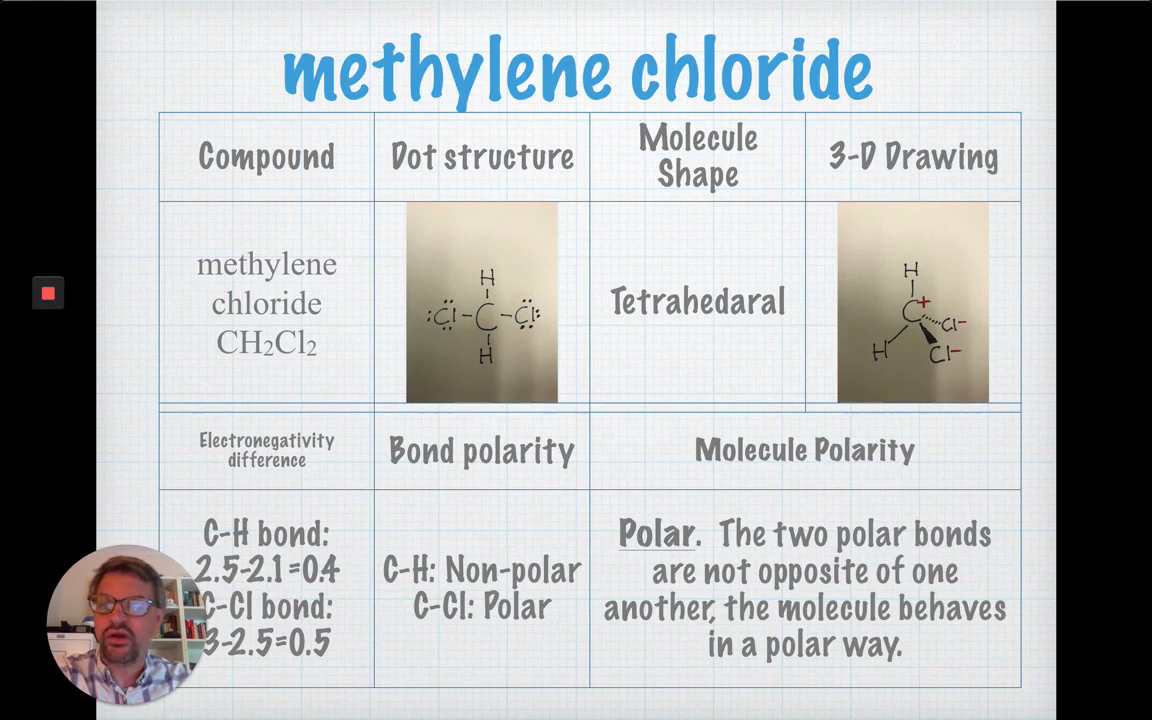 methylene chloride
Compound
Dot structure
Molecule
Shape
3-D Drawing
methylene
chloride
CH₂Cl₂
H
:Cl-C-Cl:
H
Tetrahedaral
H
C+
Cl−
H
Cl−
Electronegativity
difference
Bond polarity
Molecule Polarity
C-H bond:
2.5-2.1=0.4
C-Cl bond:
3-2.5=0.5
C-H: Non-polar
C-Cl: Polar
Polar. The two polar bonds
are not opposite of one
another, the molecule behaves
in a polar way.